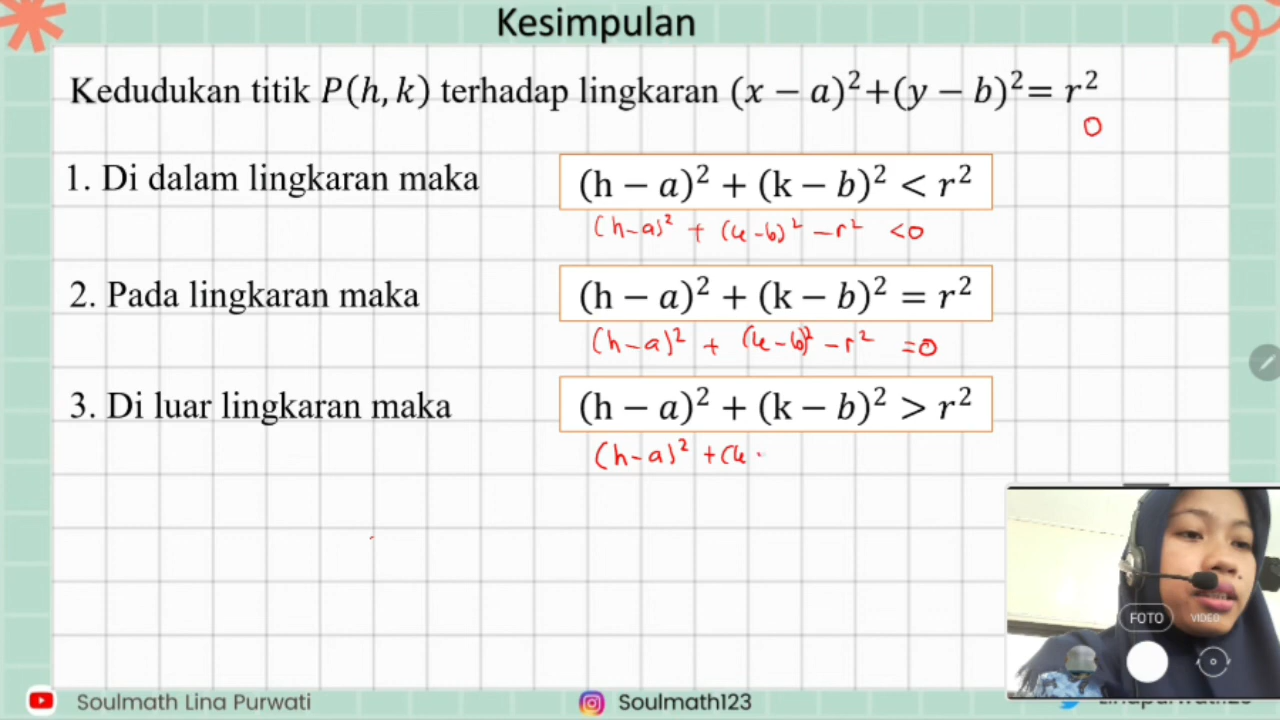 Kesimpulan
Kedudukan titik P(h, k) terhadap lingkaran (x − a)²+(y − b)²= r²
0
1. Di dalam lingkaran maka (h − a)² + (k − b)² < r²
(h-a)² + (k-b)² -r² <0
2. Pada lingkaran maka (h − a)² + (k − b)² = r²
(h-a)² + (k-b)² -r² =0
3. Di luar lingkaran maka (h − a)² + (k − b)² > r²
(h-a)² +(k
FOTO VIDEO
Soulmath Lina Purwati Soulmath123